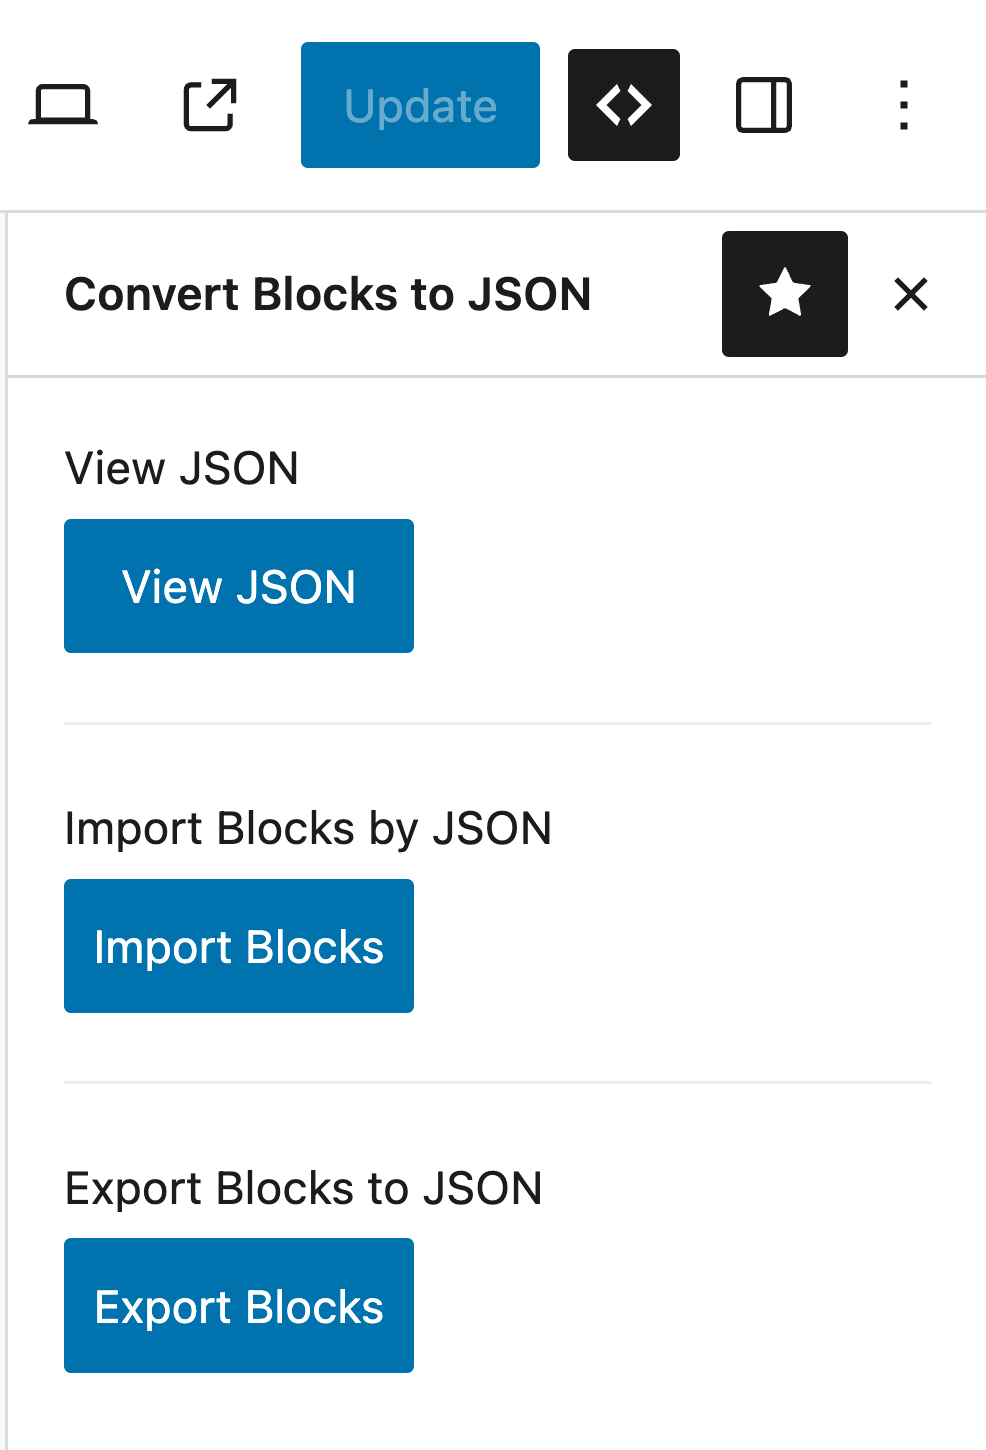 Update
Convert Blocks to JSON
View JSON
View JSON
Import Blocks by JSON
Import Blocks
Export Blocks to JSON
Export Blocks